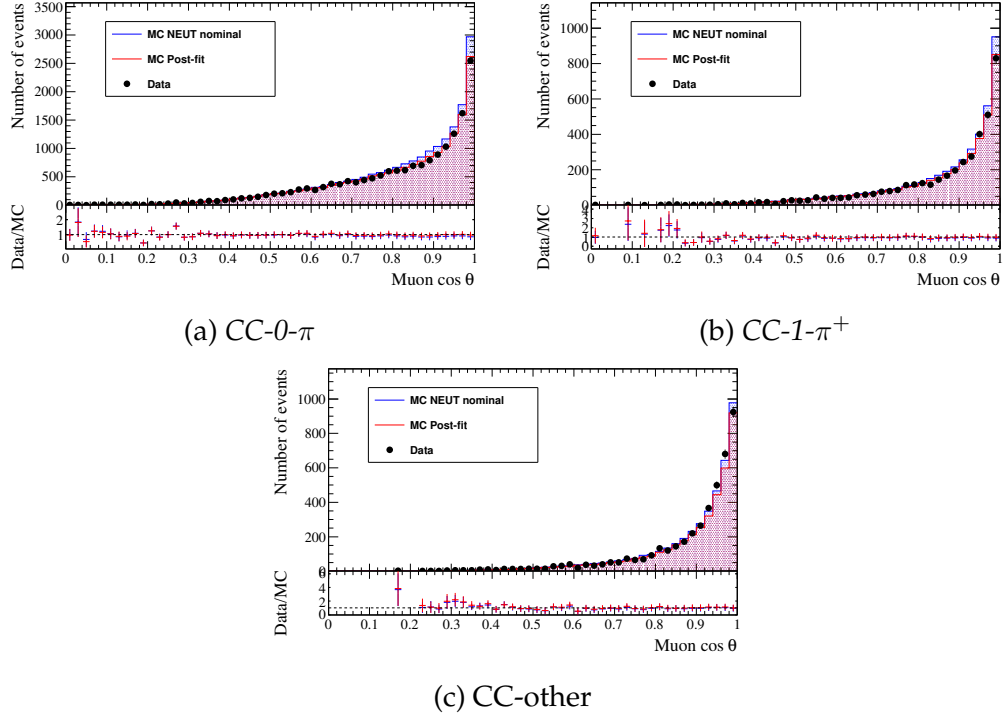 Number of events
3500
3000
2500
2000
1500
1000
500
0
MC NEUT nominal
MC Post-fit
Data
Data/MC
2
1
0 0.1 0.2 0.3 0.4 0.5 0.6 0.7 0.8 0.9 1
Muon cos θ
(a) CC-0-π
Number of events
1000
800
600
400
200
0
MC NEUT nominal
MC Post-fit
Data
Data/MC
0
0 0.1 0.2 0.3 0.4 0.5 0.6 0.7 0.8 0.9 1
Muon cos θ
(b) CC-1-π⁺
Number of events
1000
800
600
400
200
0
MC NEUT nominal
MC Post-fit
Data
Data/MC
4
2
0
0 0.1 0.2 0.3 0.4 0.5 0.6 0.7 0.8 0.9 1
Muon cos θ
(c) CC-other